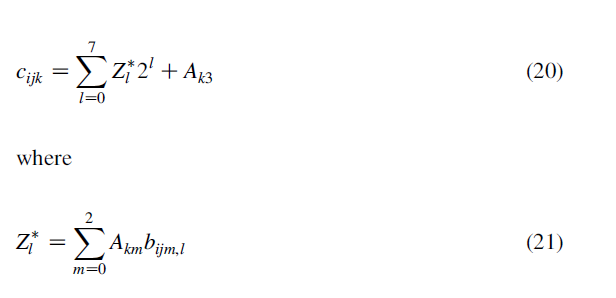 c_{ijk} = \sum_{l=0}^{7} Z_l^* 2^l + A_{k3} (20)
where
Z_l^* = \sum_{m=0}^{2} A_{km} b_{ijm,l} (21)